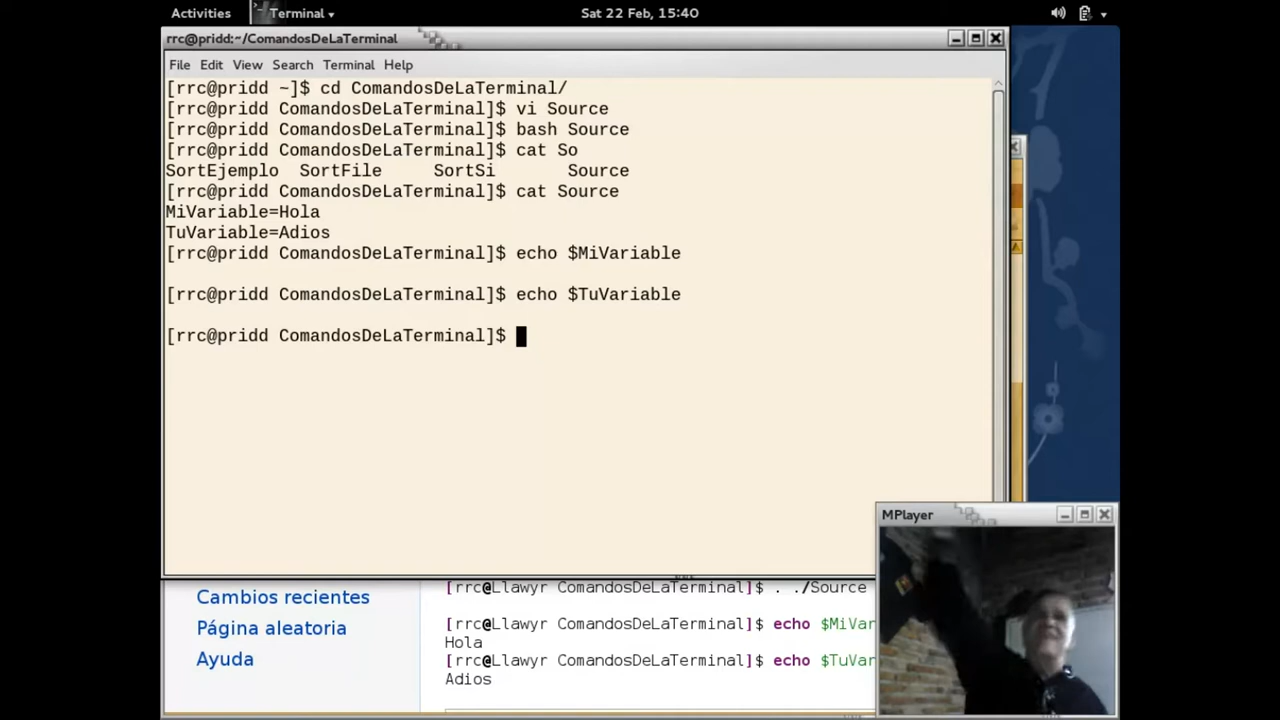 Activities Terminal Sat 22 Feb, 15:40
rrc@pridd:~/ComandosDeLaTerminal
File Edit View Search Terminal Help
[rrc@pridd ~]$ cd ComandosDeLaTerminal/
[rrc@pridd ComandosDeLaTerminal]$ vi Source
[rrc@pridd ComandosDeLaTerminal]$ bash Source
[rrc@pridd ComandosDeLaTerminal]$ cat So
SortEjemplo SortFile SortSi Source
[rrc@pridd ComandosDeLaTerminal]$ cat Source
MiVariable=Hola
TuVariable=Adios
[rrc@pridd ComandosDeLaTerminal]$ echo $MiVariable
[rrc@pridd ComandosDeLaTerminal]$ echo $TuVariable
[rrc@pridd ComandosDeLaTerminal]$
MPlayer
Cambios recientes
Página aleatoria
Ayuda
[rrc@Llawyr ComandosDeLaTerminal]$ . ./Source
[rrc@Llawyr ComandosDeLaTerminal]$ echo $MiVar
Hola
[rrc@Llawyr ComandosDeLaTerminal]$ echo $TuVar
Adios